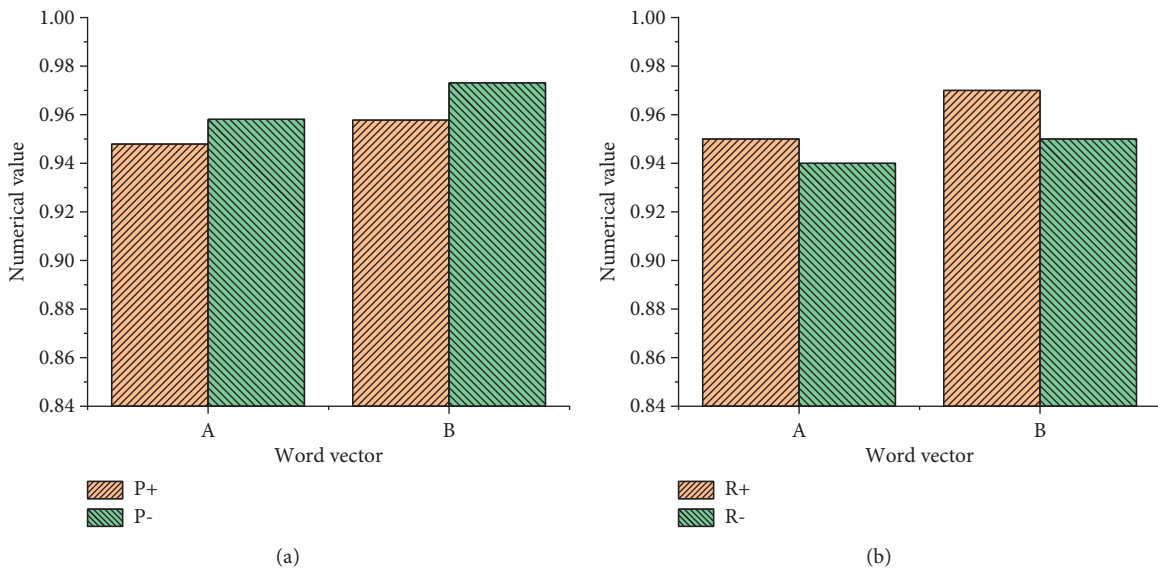 1.00
0.98
0.96
0.94
0.92
0.90
0.88
0.86
0.84
Numerical value
A
B
Word vector
P+
P-
(a)
1.00
0.98
0.96
0.94
0.92
0.90
0.88
0.86
0.84
Numerical value
A
B
Word vector
R+
R-
(b)